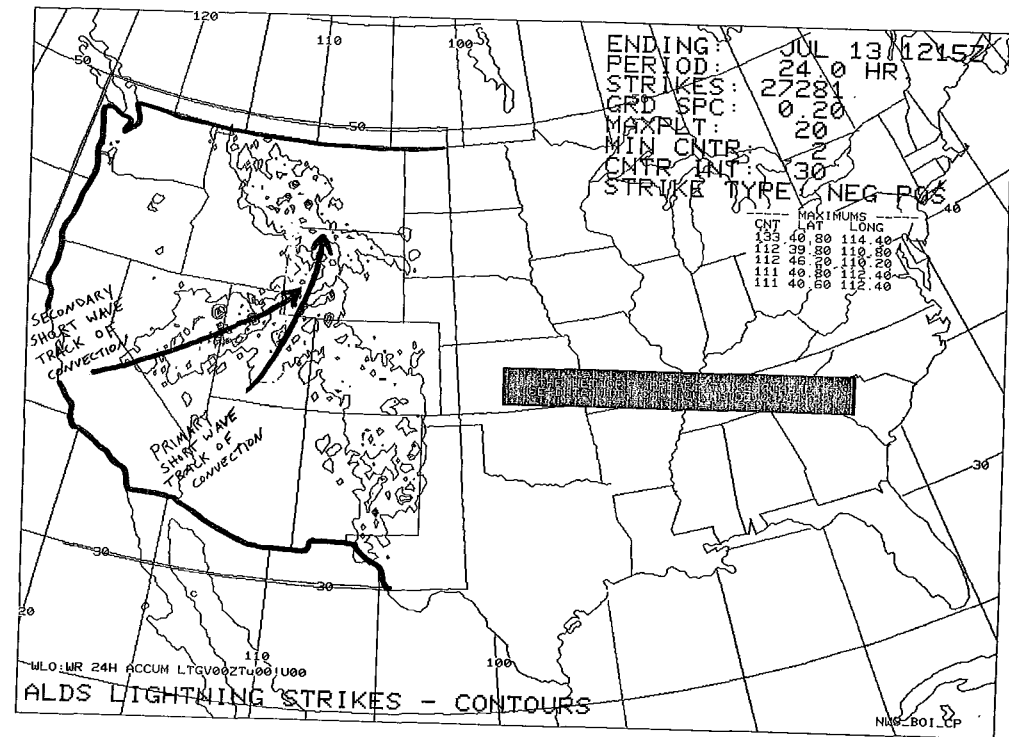 120
110
100
50
50
50
ENDING: JUL 13 1215Z
PERIOD: 24.0 HR
STRIKES: 27281
GRD SPC: 0.20
MAXPLT: 20
MIN CNTR: 2
CNTR INT: 30
STRIKE TYPE: NEG POS
----- MAXIMUMS -----
CNT LAT LONG
133 40.80 114.40
112 39.80 110.80
112 46.20 110.20
111 40.80 112.40
111 40.60 112.40
40
SECONDARY
SHORT WAVE
TRACK OF
CONVECTION
PRIMARY
SHORT WAVE
TRACK OF
CONVECTION
30
30
30
20
110
100
WLO:WR 24H ACCUM
ALDS LIGHTNING STRIKES - CONTOURS
NWS_BOI_CP